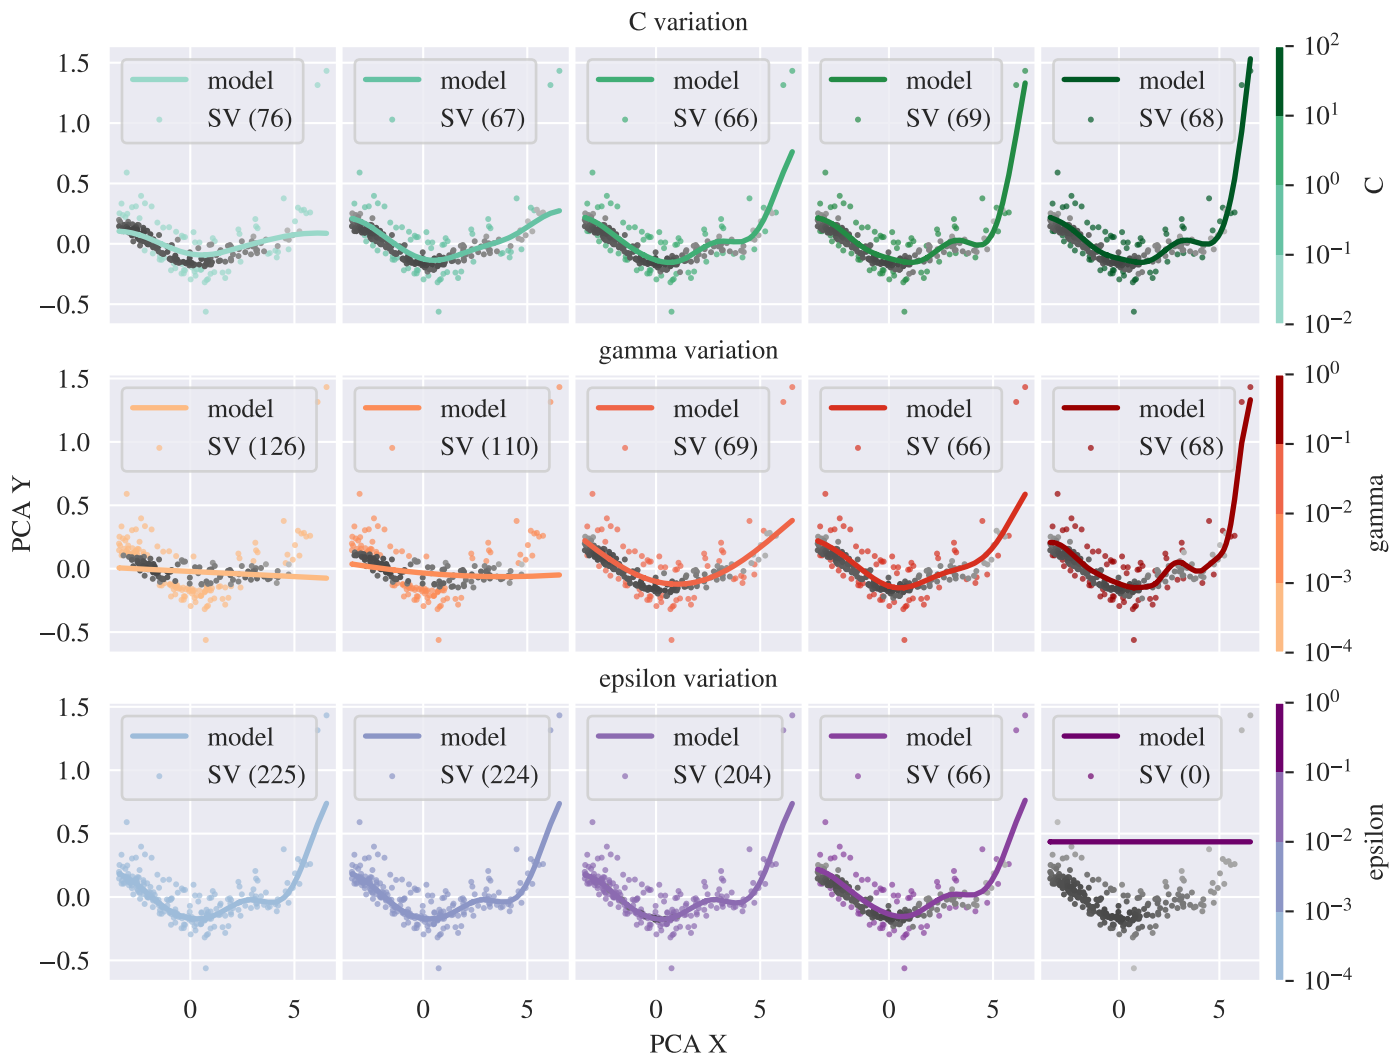 C variation
model model model model model
SV (76) SV (67) SV (66) SV (69) SV (68)
1.5
1.0
0.5
0.0
−0.5
10²
10¹
10⁰
10⁻¹
10⁻²
C
gamma variation
model model model model model
SV (126) SV (110) SV (69) SV (66) SV (68)
1.5
1.0
0.5
0.0
−0.5
PCA Y
10⁰
10⁻¹
10⁻²
10⁻³
10⁻⁴
gamma
epsilon variation
model model model model model
SV (225) SV (224) SV (204) SV (66) SV (0)
1.5
1.0
0.5
0.0
−0.5
10⁰
10⁻¹
10⁻²
10⁻³
10⁻⁴
epsilon
0 5 0 5 0 5 0 5 0 5
PCA X